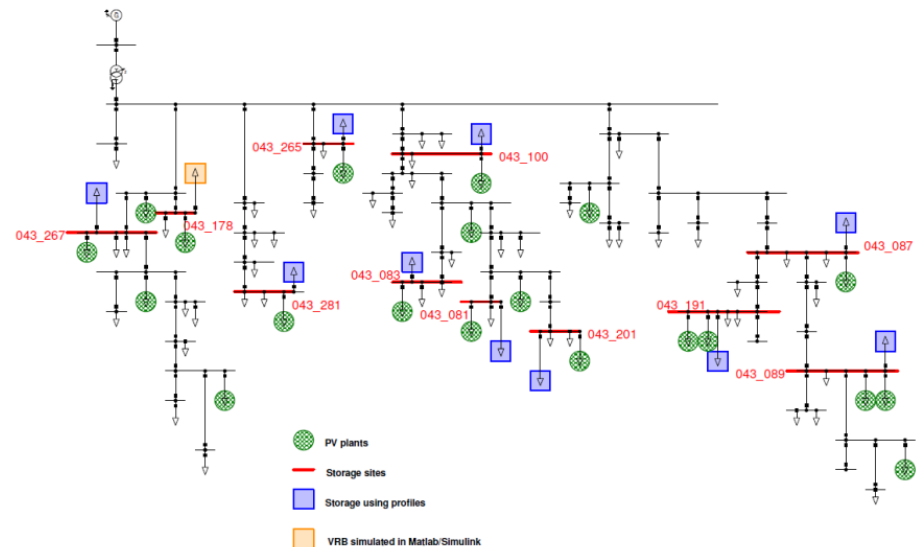 043_265
043_100
043_178
043_267
043_087
043_083
043_281
043_081
043_191
043_201
043_089
PV plants
Storage sites
Storage using profiles
VRB simulated in Matlab/Simulink